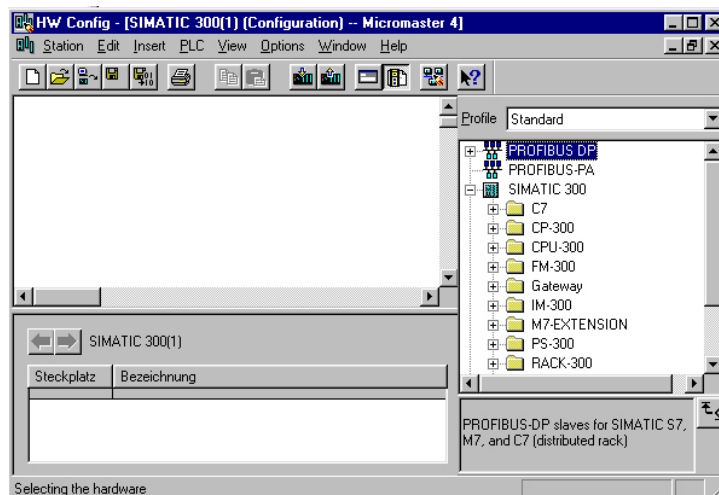 HW Config - [SIMATIC 300(1) (Configuration) -- Micromaster 4]
Station Edit Insert PLC View Options Window Help
Profile Standard
PROFIBUS DP
PROFIBUS-PA
SIMATIC 300
C7
CP-300
CPU-300
FM-300
Gateway
IM-300
M7-EXTENSION
PS-300
RACK-300
SIMATIC 300(1)
Steckplatz Bezeichnung
PROFIBUS-DP slaves for SIMATIC S7,
M7, and C7 (distributed rack)
Selecting the hardware